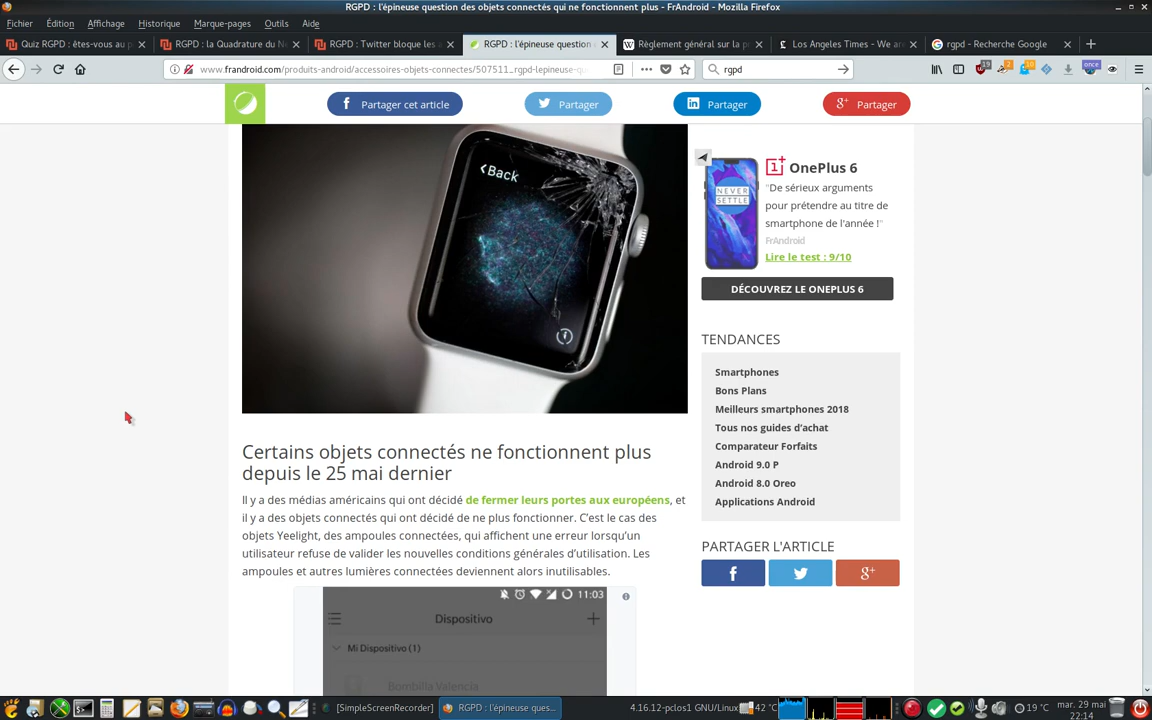 RGPD : l'épineuse question des objets connectés qui ne fonctionnent plus - FrAndroid - Mozilla Firefox
Fichier Édition Affichage Historique Marque-pages Outils Aide
Quiz RGPD : êtes-vous au p RGPD : la Quadrature du Ne RGPD : Twitter bloque les a RGPD : l'épineuse question Règlement général sur la p Los Angeles Times - We are rgpd - Recherche Google
www.frandroid.com/produits-android/accessoires-objets-connectes/507511_rgpd-lepineuse-q rgpd 19 2 10 once
Partager cet article Partager Partager Partager
Back
OnePlus 6
NEVER SETTLE
"De sérieux arguments
pour prétendre au titre de
smartphone de l'année !"
FrAndroid
Lire le test : 9/10
DÉCOUVREZ LE ONEPLUS 6
TENDANCES
Smartphones
Bons Plans
Meilleurs smartphones 2018
Tous nos guides d'achat
Comparateur Forfaits
Android 9.0 P
Android 8.0 Oreo
Applications Android
PARTAGER L'ARTICLE
Certains objets connectés ne fonctionnent plus
depuis le 25 mai dernier
Il y a des médias américains qui ont décidé de fermer leurs portes aux européens, et
il y a des objets connectés qui ont décidé de ne plus fonctionner. C'est le cas des
objets Yeelight, des ampoules connectées, qui affichent une erreur lorsqu'un
utilisateur refuse de valider les nouvelles conditions générales d'utilisation. Les
ampoules et autres lumières connectées deviennent alors inutilisables.
11:03
Dispositivo
Mi Dispositivo (1)
Bombilla Valencia
[SimpleScreenRecorder] RGPD : l'épineuse ques... 4.16.12-pclos1 GNU/Linux 42 °C 19 °C mar. 29 mai
22:14